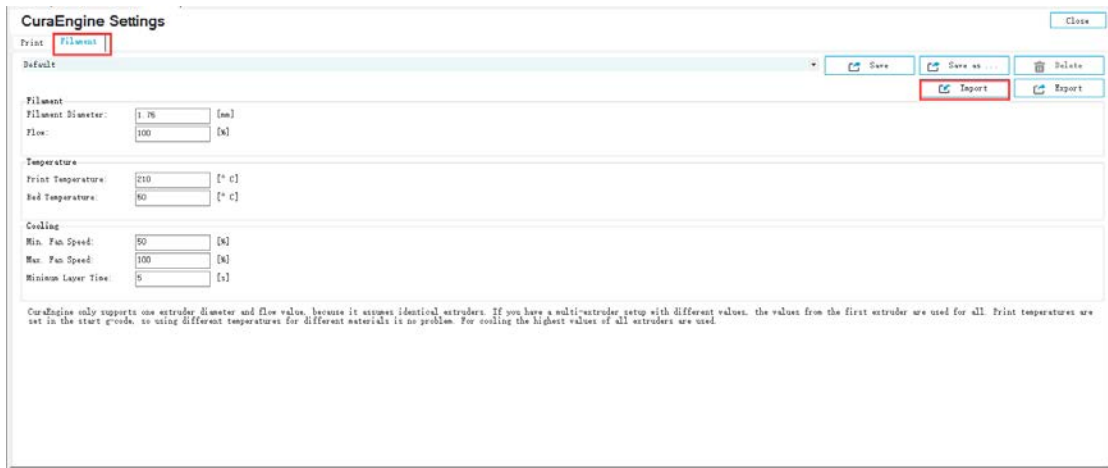 CuraEngine Settings
Close
Print Filament
Default
Save
Save as ...
Delete
Import
Export
Filament
Filament Diameter: 1.75 [mm]
Flow: 100 [%]
Temperature
Print Temperature: 210 [° C]
Bed Temperature: 50 [° C]
Cooling
Min. Fan Speed: 50 [%]
Max. Fan Speed: 100 [%]
Minimum Layer Time: 5 [s]
CuraEngine only supports one extruder diameter and flow value, because it assumes identical extruders. If you have a multi-extruder setup with different values, the values from the first extruder are used for all. Print temperatures are
set in the start g-code, so using different temperatures for different materials is no problem. For cooling the highest values of all extruders are used.